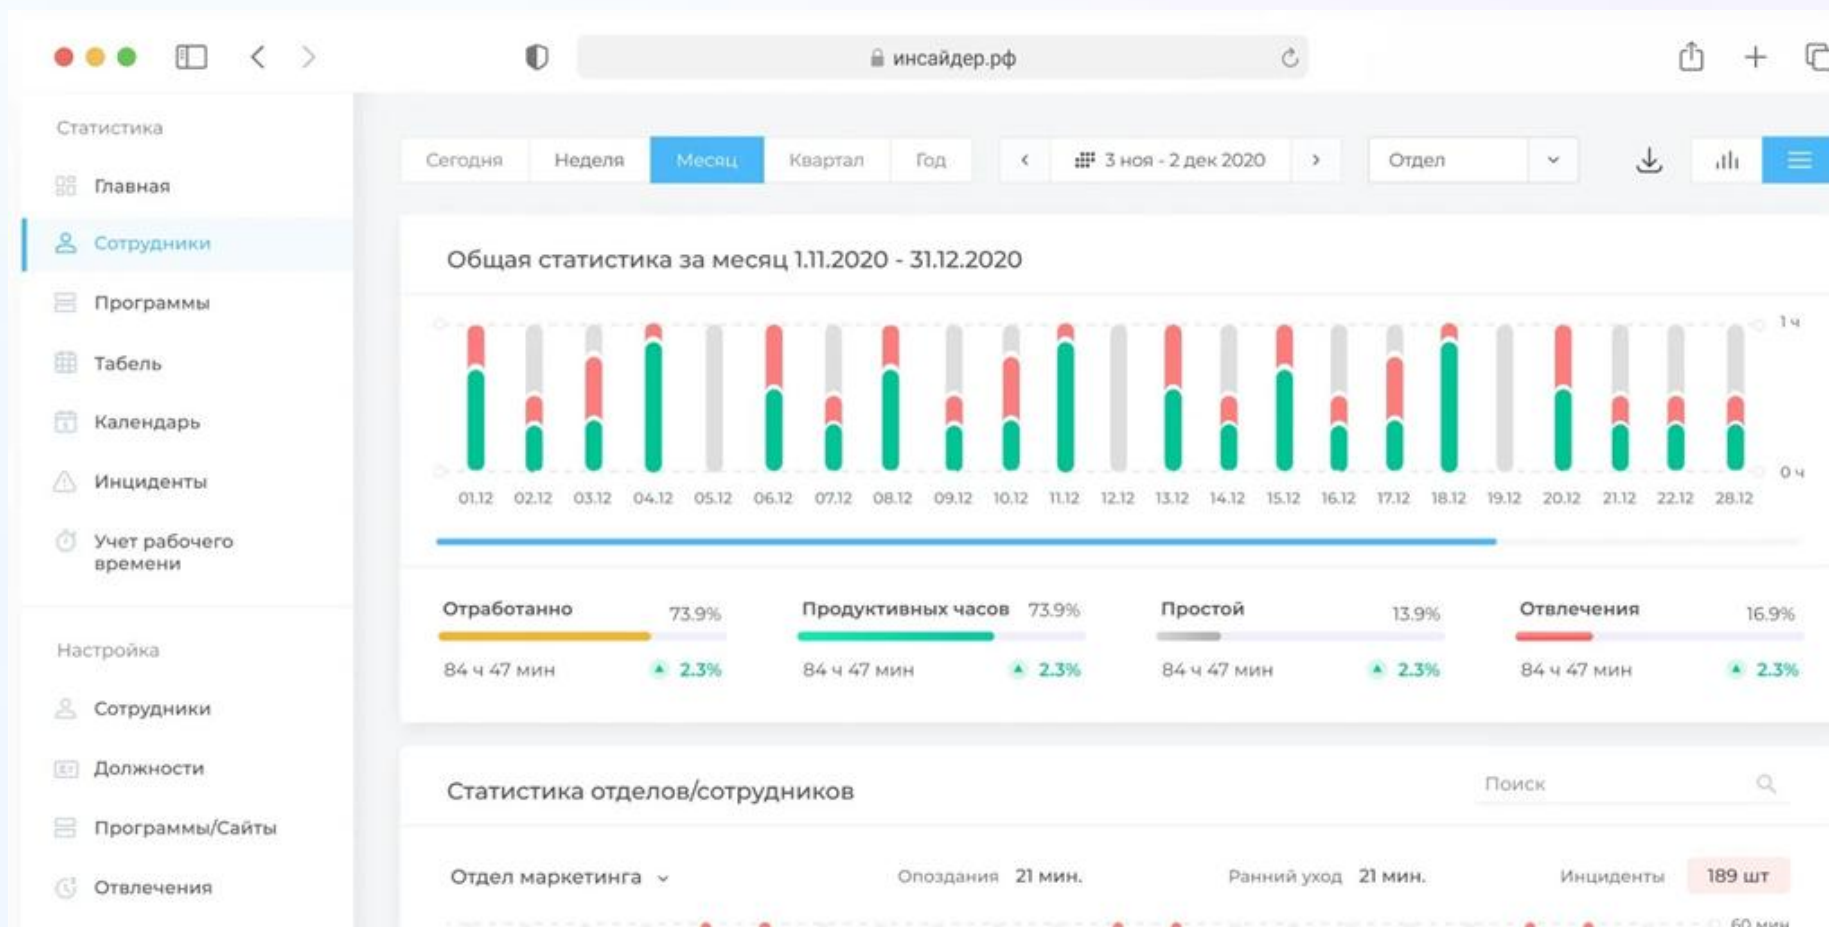 инсайдер.рф
Статистика
Главная
Сотрудники
Программы
Табель
Календарь
Инциденты
Учет рабочего
времени
Настройка
Сотрудники
Должности
Программы/Сайты
Отвлечения
Сегодня Неделя Месяц Квартал Год 3 ноя - 2 дек 2020 Отдел
Общая статистика за месяц 1.11.2020 - 31.12.2020
1 ч
0 ч
01.12 02.12 03.12 04.12 05.12 06.12 07.12 08.12 09.12 10.12 11.12 12.12 13.12 14.12 15.12 16.12 17.12 18.12 19.12 20.12 21.12 22.12 28.12
Отработанно 73.9% Продуктивных часов 73.9% Простой 13.9% Отвлечения 16.9%
84 ч 47 мин 2.3% 84 ч 47 мин 2.3% 84 ч 47 мин 2.3% 84 ч 47 мин 2.3%
Статистика отделов/сотрудников Поиск
Отдел маркетинга Опоздания 21 мин. Ранний уход 21 мин. Инциденты 189 шт
60 мин